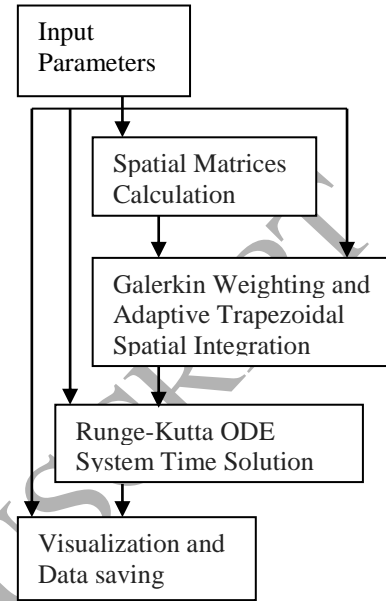 Input
Parameters
Spatial Matrices
Calculation
Galerkin Weighting and
Adaptive Trapezoidal
Spatial Integration
Runge-Kutta ODE
System Time Solution
Visualization and
Data saving
USCRIPT